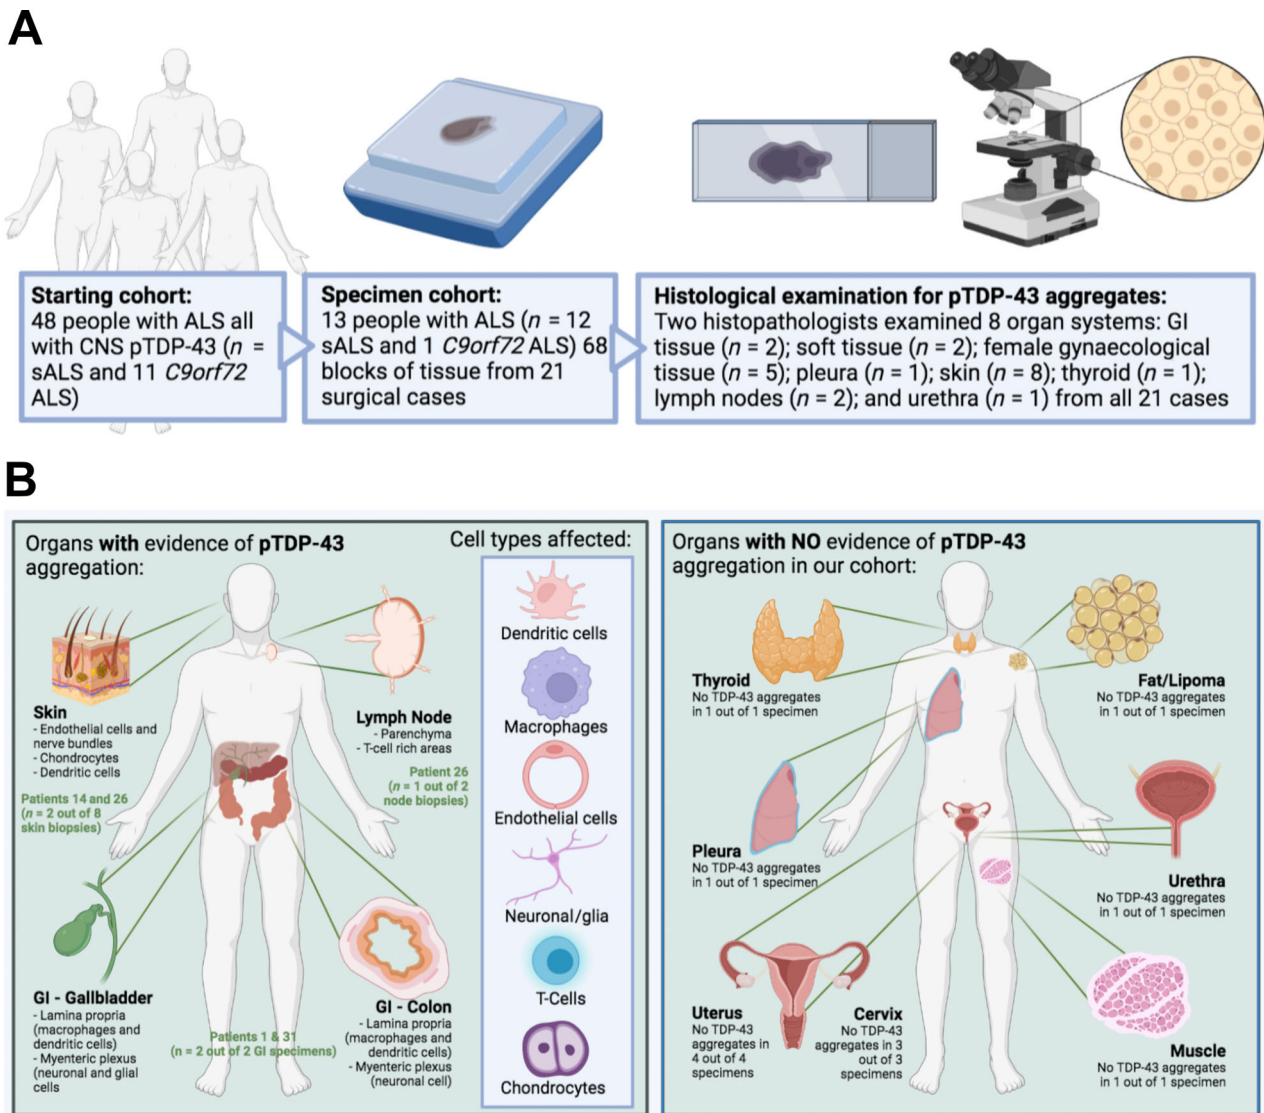 A
Starting cohort:
48 people with ALS all
with CNS pTDP-43 (n =
sALS and 11 C9orf72
ALS)
Specimen cohort:
13 people with ALS (n = 12
sALS and 1 C9orf72 ALS) 68
blocks of tissue from 21
surgical cases
Histological examination for pTDP-43 aggregates:
Two histopathologists examined 8 organ systems: GI
tissue (n = 2); soft tissue (n = 2); female gynaecological
tissue (n = 5); pleura (n = 1); skin (n = 8); thyroid (n = 1);
lymph nodes (n = 2); and urethra (n = 1) from all 21 cases
B
Organs with evidence of pTDP-43
aggregation:
Skin
- Endothelial cells and
nerve bundles
- Chondrocytes
- Dendritic cells
Patients 14 and 26
(n = 2 out of 8
skin biopsies)
Lymph Node
- Parenchyma
- T-cell rich areas
Patient 26
(n = 1 out of 2
node biopsies)
GI - Gallbladder
- Lamina propria
(macrophages and
dendritic cells)
- Myenteric plexus
(neuronal and glial
cells
Patients 1 & 31
(n = 2 out of 2 GI specimens)
GI - Colon
- Lamina propria
(macrophages and
dendritic cells)
- Myenteric plexus
(neuronal cell)
Cell types affected:
Dendritic cells
Macrophages
Endothelial cells
Neuronal/glia
T-Cells
Chondrocytes
Organs with NO evidence of pTDP-43
aggregation in our cohort:
Thyroid
No TDP-43 aggregates
in 1 out of 1 specimen
Fat/Lipoma
No TDP-43 aggregates
in 1 out of 1 specimen
Pleura
No TDP-43 aggregates
in 1 out of 1 specimen
Urethra
No TDP-43 aggregates
in 1 out of 1 specimen
Uterus
No TDP-43
aggregates in
4 out of 4
specimens
Cervix
No TDP-43
aggregates in 3
out of 3
specimens
Muscle
No TDP-43 aggregates
in 1 out of 1 specimen